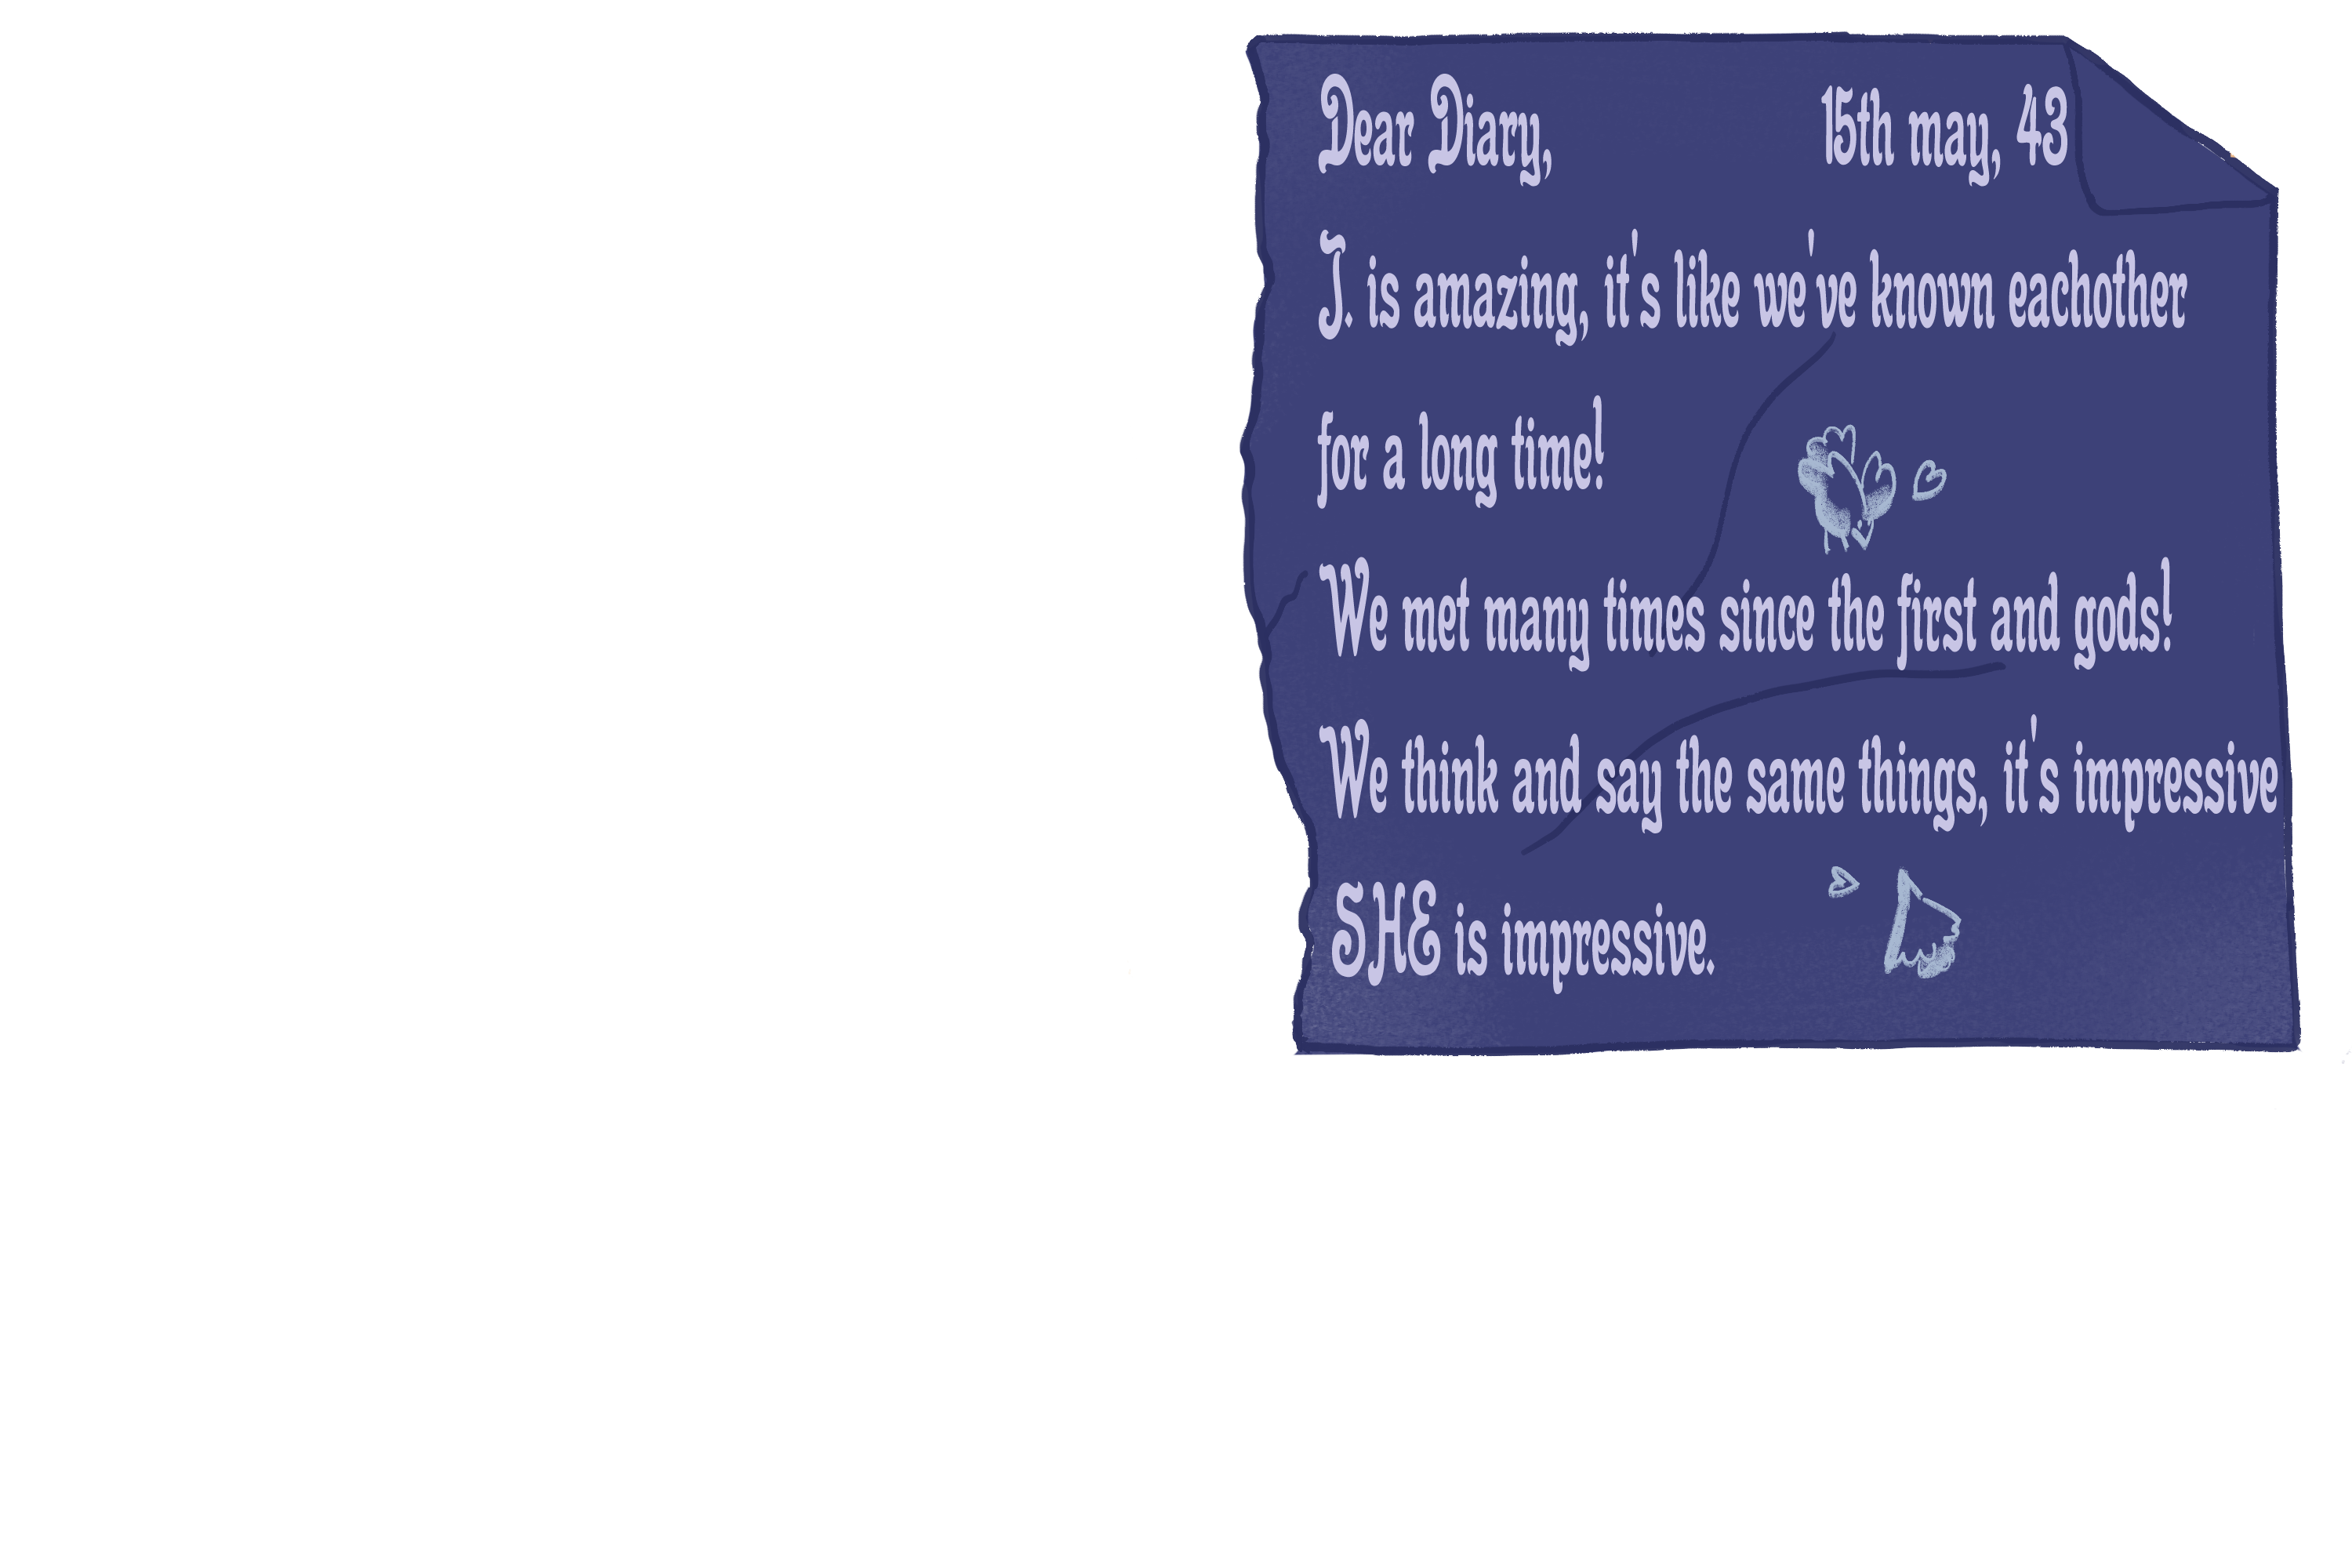 Dear Diary, 15th may, 43
J. is amazing, it's like we've known eachother
for a long time!
We met many times since the first and gods!
We think and say the same things, it's impressive
SHE is impressive.